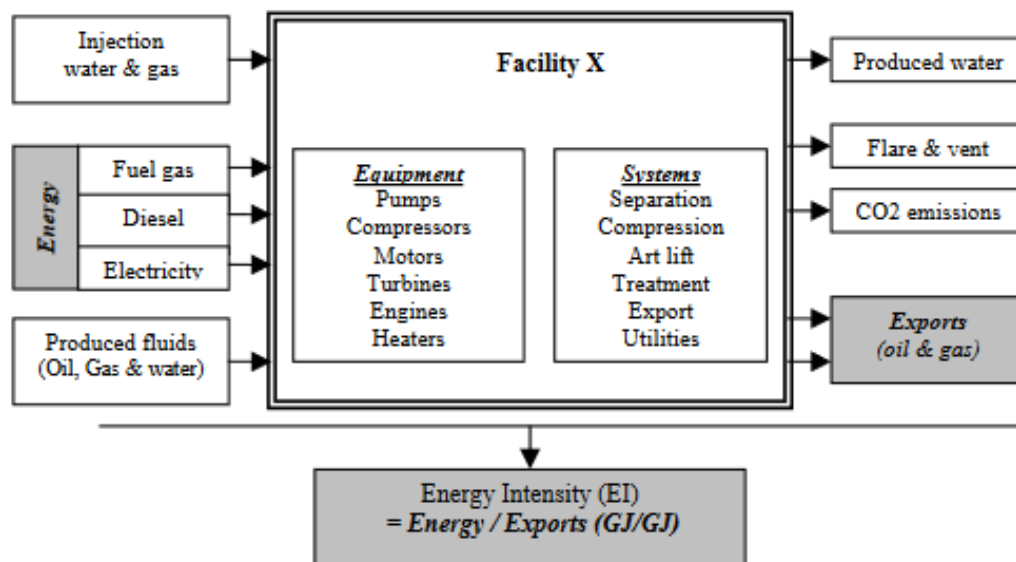 Injection
water & gas
Energy
Fuel gas
Diesel
Electricity
Produced fluids
(Oil, Gas & water)
Facility X
Equipment
Pumps
Compressors
Motors
Turbines
Engines
Heaters
Systems
Separation
Compression
Art lift
Treatment
Export
Utilities
Produced water
Flare & vent
CO2 emissions
Exports
(oil & gas)
Energy Intensity (EI)
= Energy / Exports (GJ/GJ)